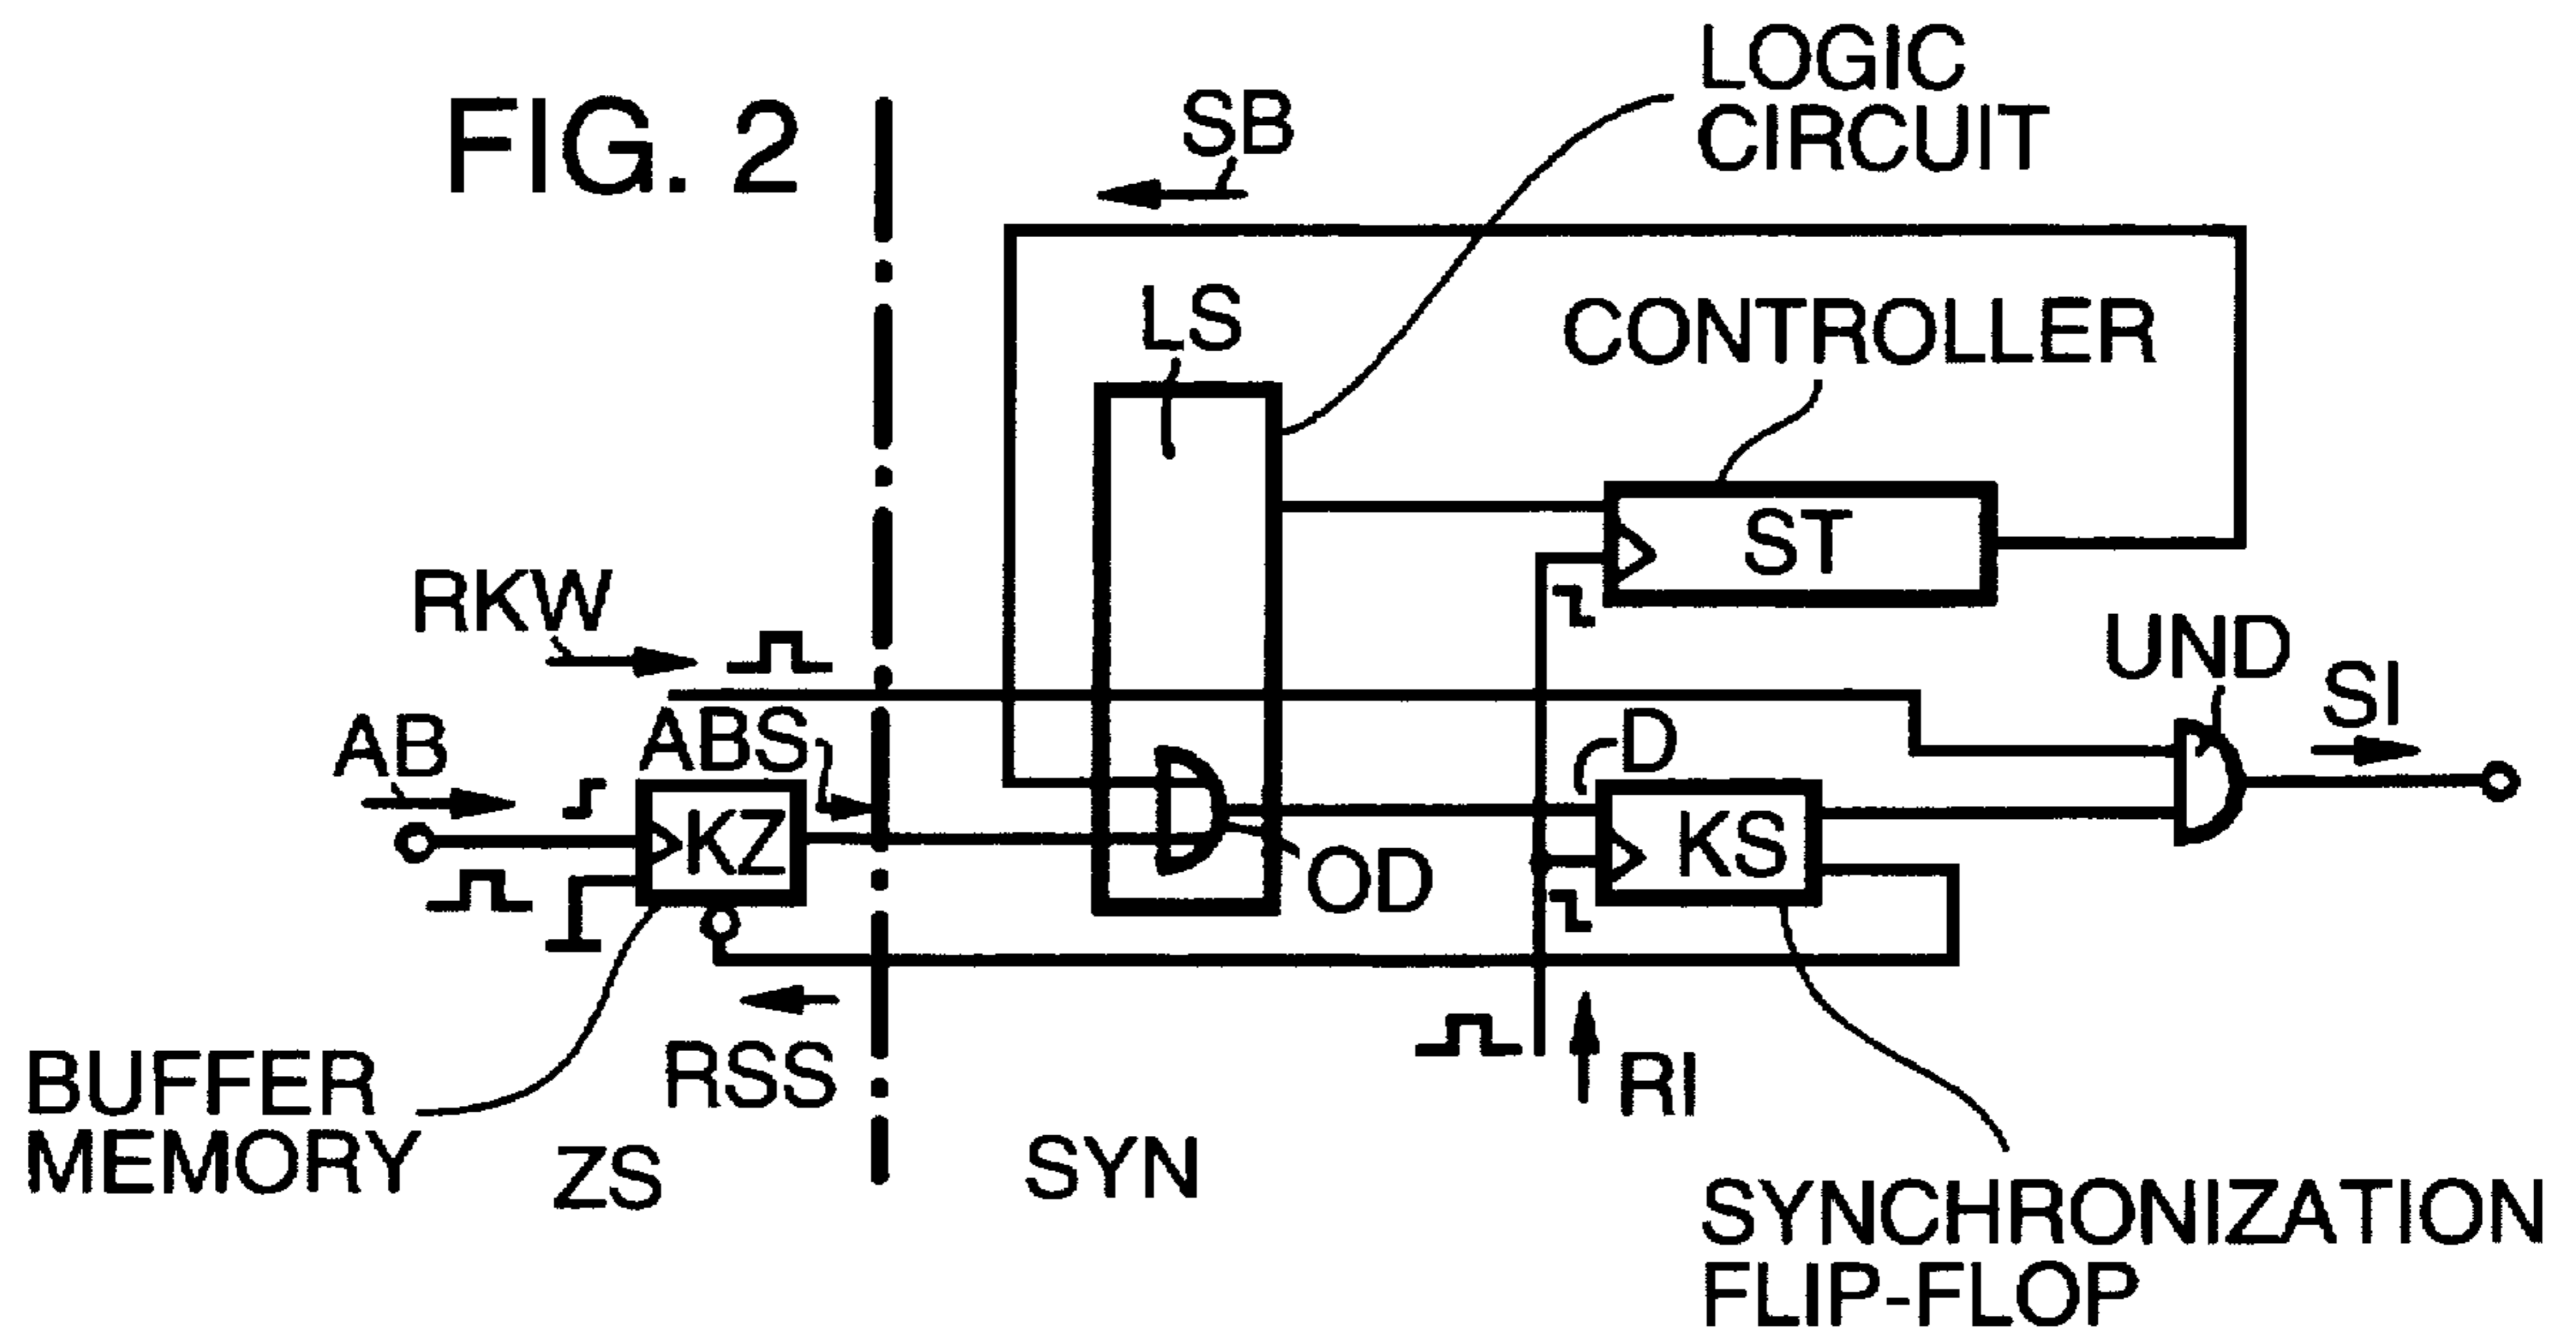 FIG. 2
SB
LOGIC
CIRCUIT
LS
CONTROLLER
ST
RKW
UND
SI
AB
ABS
D
KZ
KS
OD
RSS
RI
BUFFER
MEMORY
ZS
SYN
SYNCHRONIZATION
FLIP-FLOP